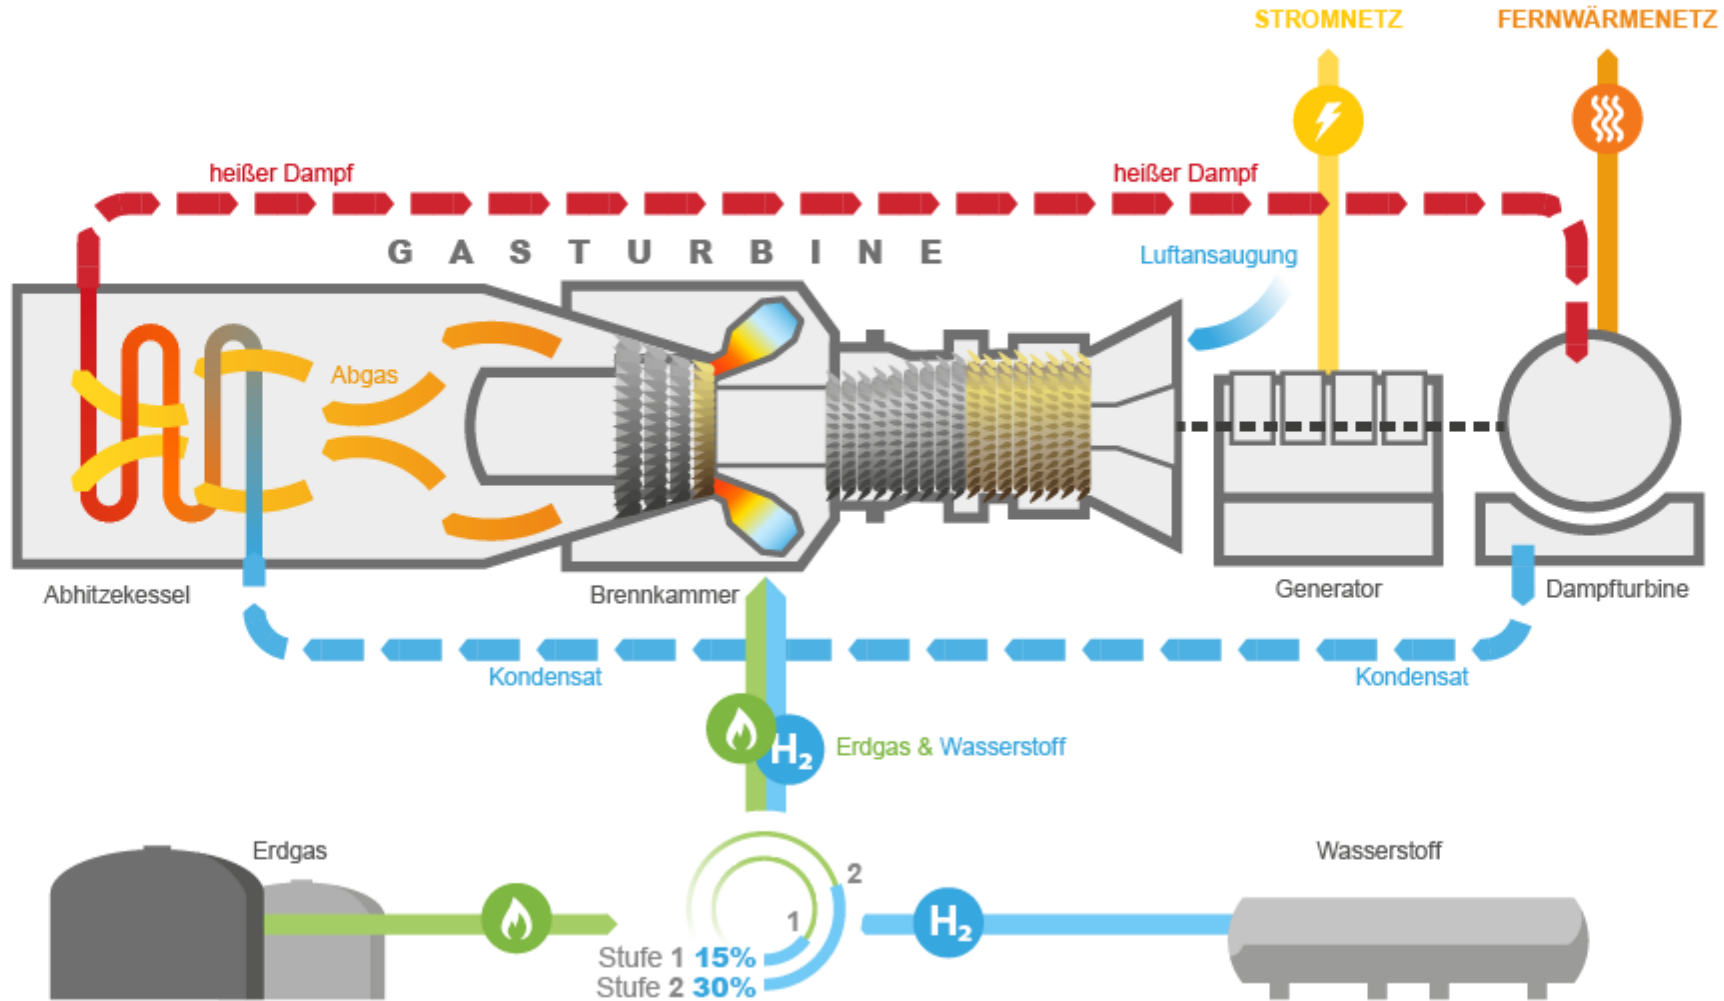 STROMNETZ
FERNWÄRMENETZ
heißer Dampf
heißer Dampf
GASTURBINE
Luftansaugung
Abgas
Abhitzekessel
Brennkammer
Generator
Dampfturbine
Kondensat
Kondensat
H₂
Erdgas & Wasserstoff
Erdgas
Wasserstoff
2
1
H₂
Stufe 1 15%
Stufe 2 30%